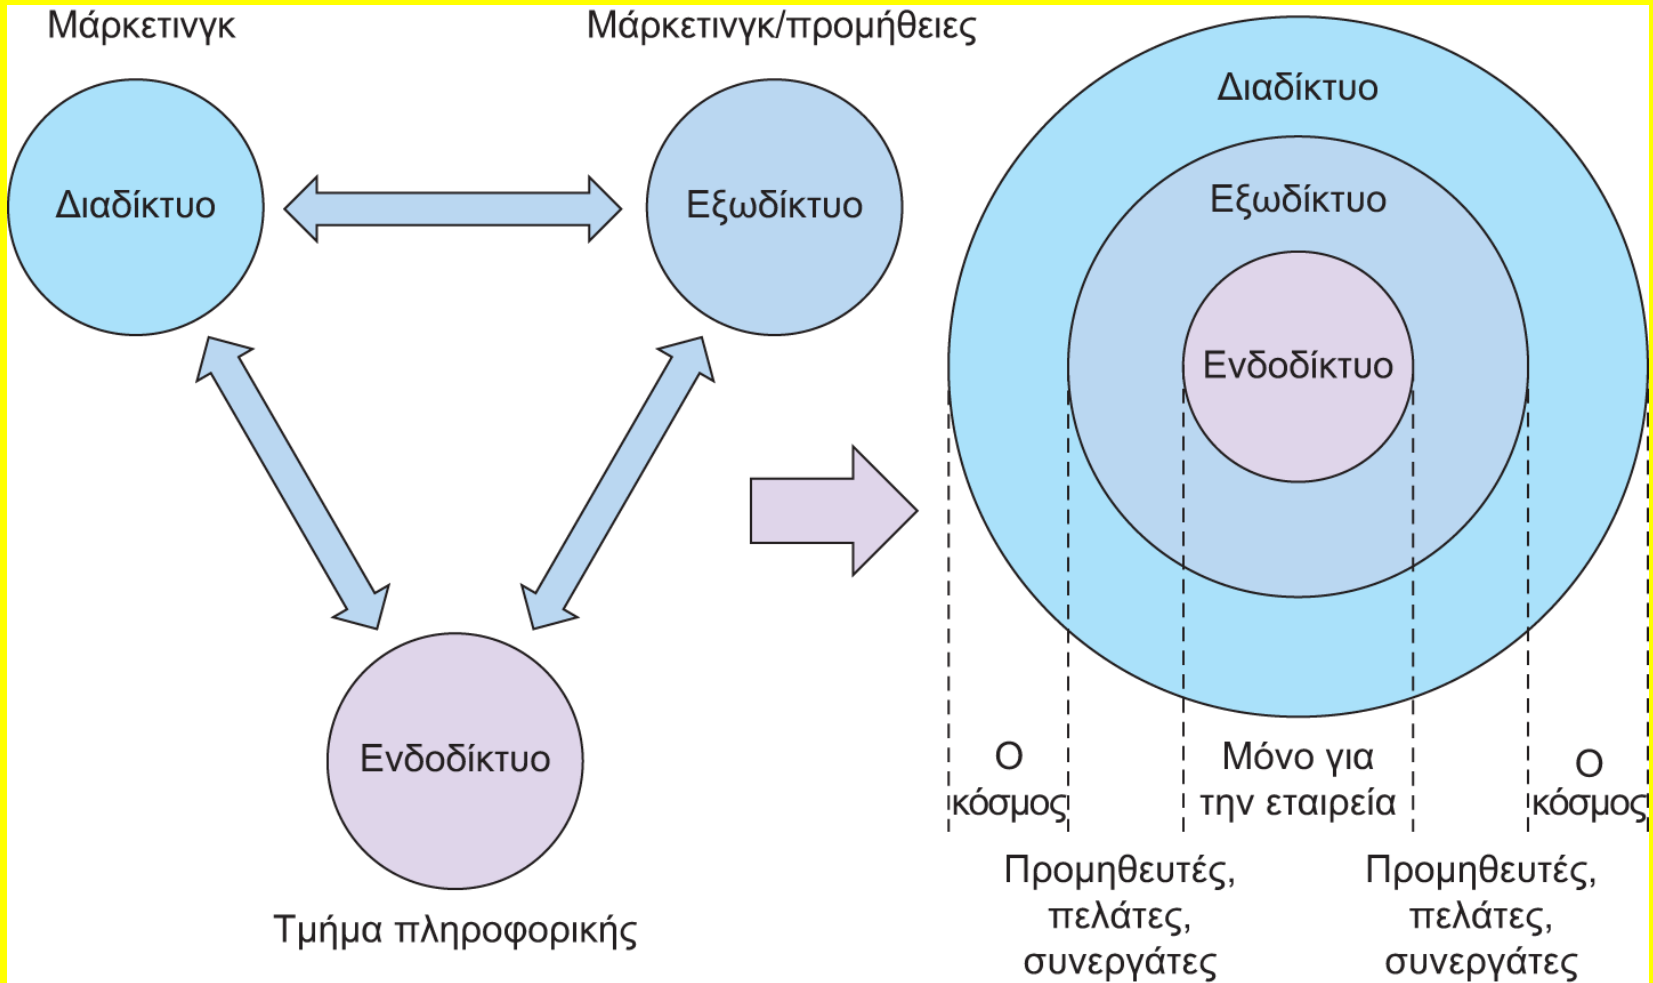 Μάρκετινγκ
Μάρκετινγκ/προμήθειες
Διαδίκτυο
Εξωδίκτυο
Ενδοδίκτυο
Τμήμα πληροφορικής
Διαδίκτυο
Εξωδίκτυο
Ενδοδίκτυο
Ο
κόσμος
Μόνο για
την εταιρεία
Ο
κόσμος
Προμηθευτές,
πελάτες,
συνεργάτες
Προμηθευτές,
πελάτες,
συνεργάτες